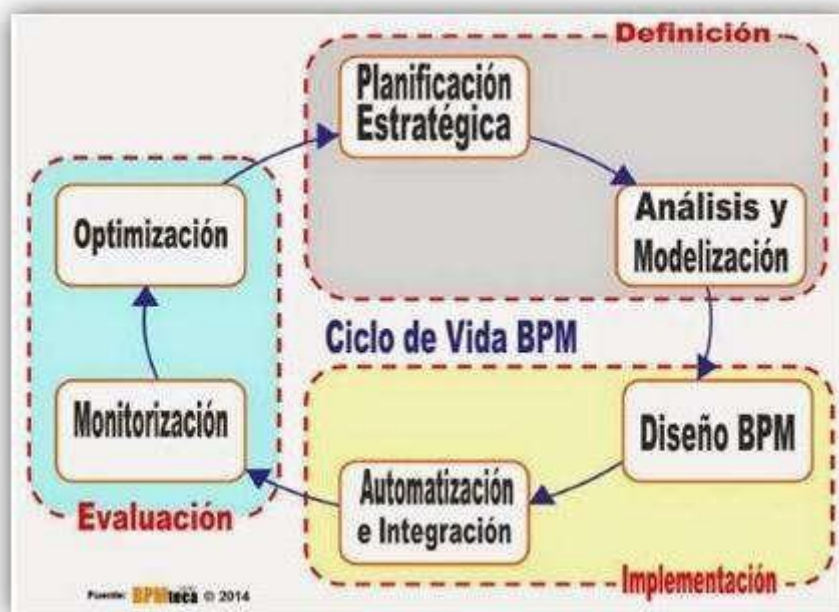 Definición
Planificación
Estratégica
Análisis y
Modelización
Optimización
Ciclo de Vida BPM
Monitorización
Diseño BPM
Automatización
e Integración
Evaluación
Implementación
Fuente: BPMteca © 2014